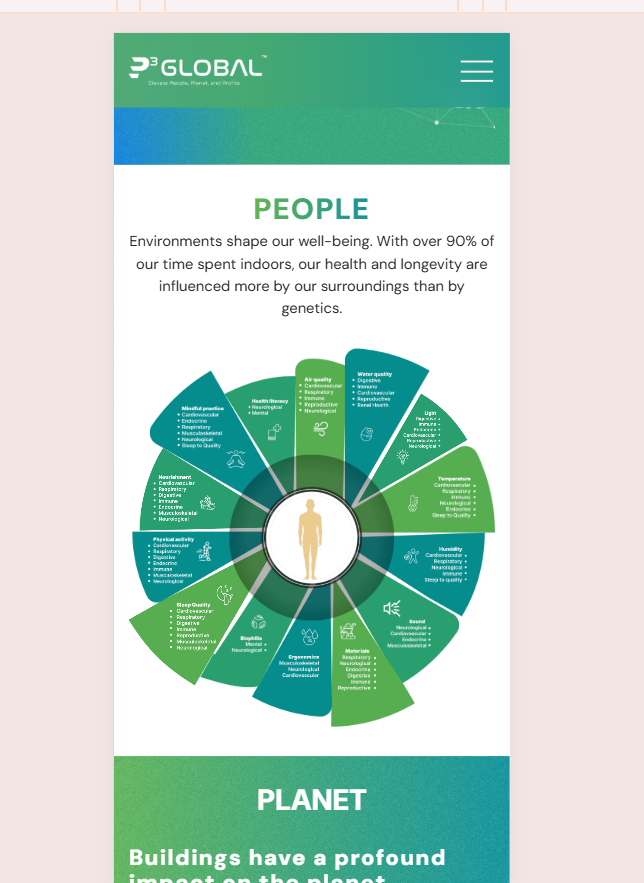 P3 GLOBAL™
Elevate People, Planet, and Profits
PEOPLE
Environments shape our well-being. With over 90% of
our time spent indoors, our health and longevity are
influenced more by our surroundings than by
genetics.
Water quality
• Digestive
• Immune
• Cardiovascular
• Reproductive
• Renal Health
Air quality
• Cardiovascular
• Respiratory
• Immune
• Reproductive
• Neurological
Health literacy
• Neurological
• Mental
Mindful practice
• Cardiovascular
• Endocrine
• Respiratory
• Musculoskeletal
• Neurological
• Sleep to Quality
Light
Digestive •
Immune •
Endocrine •
Cardiovascular •
Reproductive •
Neurological •
Temperature
Cardiovascular •
Respiratory •
Immune •
Neurological •
Endocrine •
Sleep to Quality •
Nourishment
• Cardiovascular
• Respiratory
• Digestive
• Immune
• Endocrine
• Musculoskeletal
• Neurological
Physical activity
• Cardiovascular
• Respiratory
• Digestive
• Endocrine
• Immune
• Musculoskeletal
• Neurological
Humidity
Cardiovascular •
Respiratory •
Neurological •
Immune •
Sleep to quality •
Sleep Quality
• Cardiovascular
• Respiratory
• Digestive
• Immune
• Reproductive
• Musculoskeletal
• Neurological
Sound
Neurological •
Cardiovascular •
Endocrine •
Musculoskeletal •
Biophilia
Mental •
Neurological •
Ergonomics
Musculoskeletal
Neurological
Cardiovascular
Materials
Respiratory •
Neurological •
Endocrine •
Digestive •
Immune •
Reproductive •
PLANET
Buildings have a profound
impact on the planet